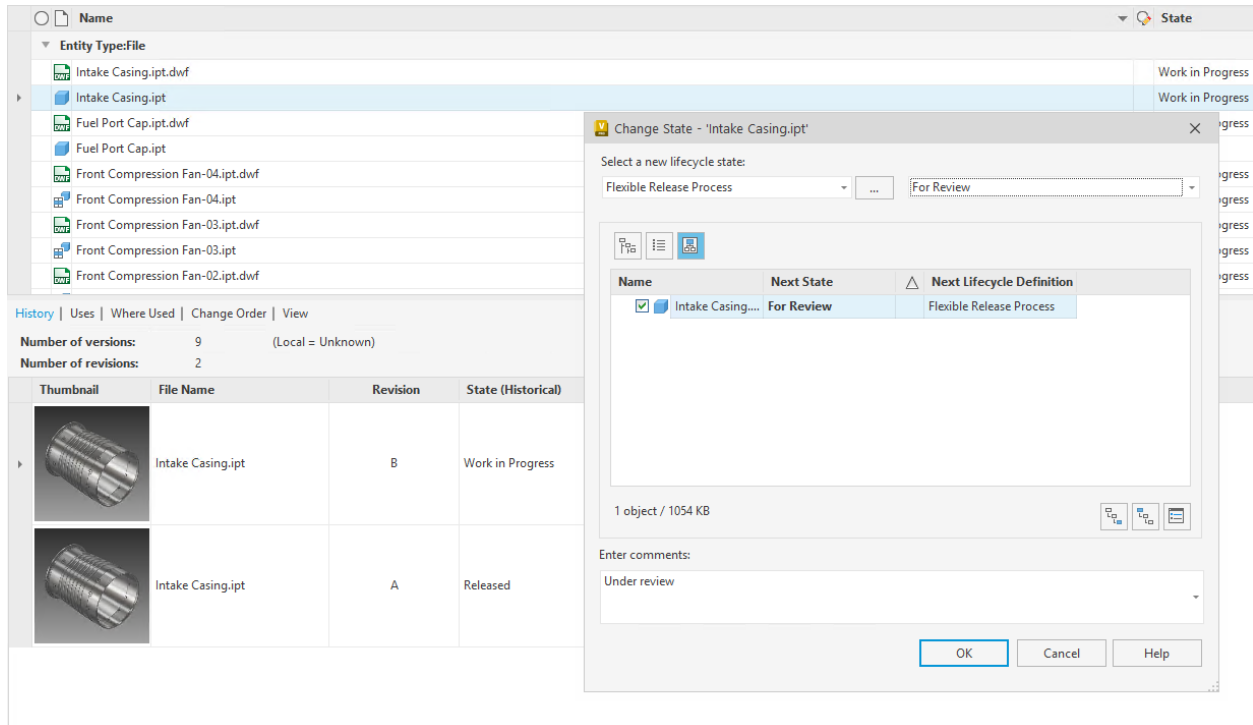 Name State
Entity Type:File
Intake Casing.ipt.dwf Work in Progress
Intake Casing.ipt Work in Progress
Fuel Port Cap.ipt.dwf
Fuel Port Cap.ipt
Front Compression Fan-04.ipt.dwf
Front Compression Fan-04.ipt
Front Compression Fan-03.ipt.dwf
Front Compression Fan-03.ipt
Front Compression Fan-02.ipt.dwf
History | Uses | Where Used | Change Order | View
Number of versions: 9 (Local = Unknown)
Number of revisions: 2
Thumbnail File Name Revision State (Historical)
Intake Casing.ipt B Work in Progress
Intake Casing.ipt A Released
Change State - 'Intake Casing.ipt'
Select a new lifecycle state:
Flexible Release Process ... For Review
Name Next State Next Lifecycle Definition
Intake Casing.... For Review Flexible Release Process
1 object / 1054 KB
Enter comments:
Under review
OK Cancel Help